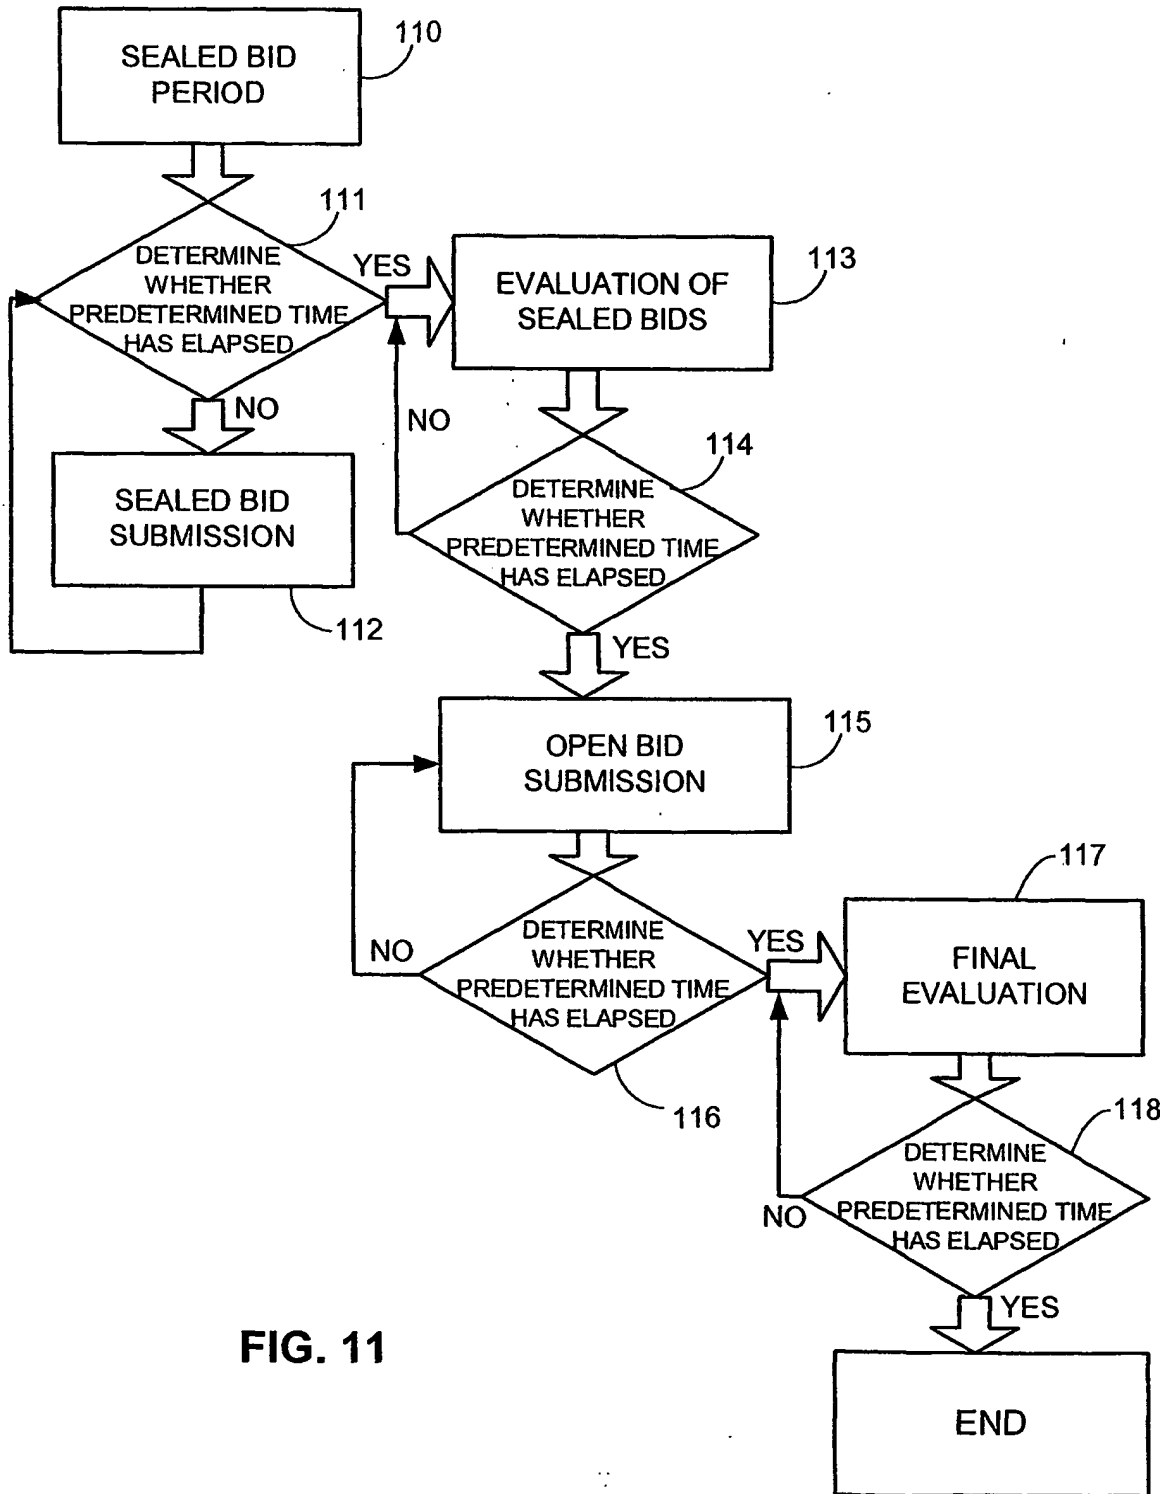 SEALED BID
PERIOD
110
DETERMINE
WHETHER
PREDETERMINED TIME
HAS ELAPSED
111
YES
NO
SEALED BID
SUBMISSION
112
EVALUATION OF
SEALED BIDS
113
DETERMINE
WHETHER
PREDETERMINED TIME
HAS ELAPSED
114
NO
YES
OPEN BID
SUBMISSION
115
DETERMINE
WHETHER
PREDETERMINED TIME
HAS ELAPSED
116
NO
YES
FINAL
EVALUATION
117
DETERMINE
WHETHER
PREDETERMINED TIME
HAS ELAPSED
118
NO
YES
END
FIG. 11